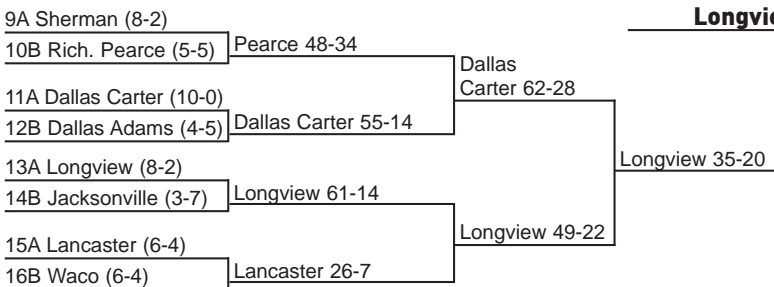 9A Sherman (8-2)
10B Rich. Pearce (5-5)
Pearce 48-34
11A Dallas Carter (10-0)
12B Dallas Adams (4-5)
Dallas Carter 55-14
Dallas
Carter 62-28
13A Longview (8-2)
14B Jacksonville (3-7)
Longview 61-14
15A Lancaster (6-4)
16B Waco (6-4)
Lancaster 26-7
Longview 49-22
Longview 35-20